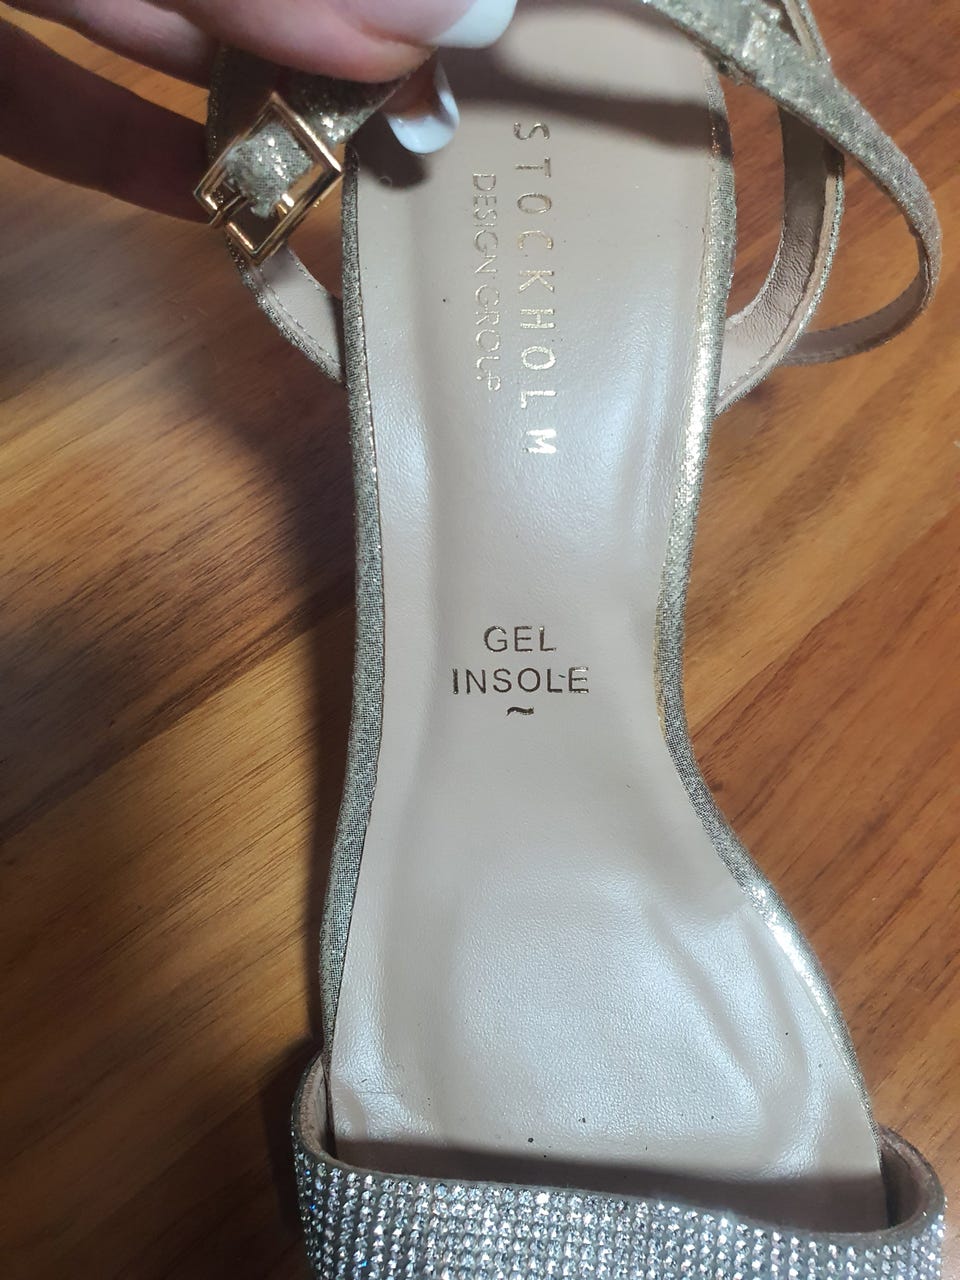 STOCKHOLM
DESIGN GROUP
GEL
INSOLE
~